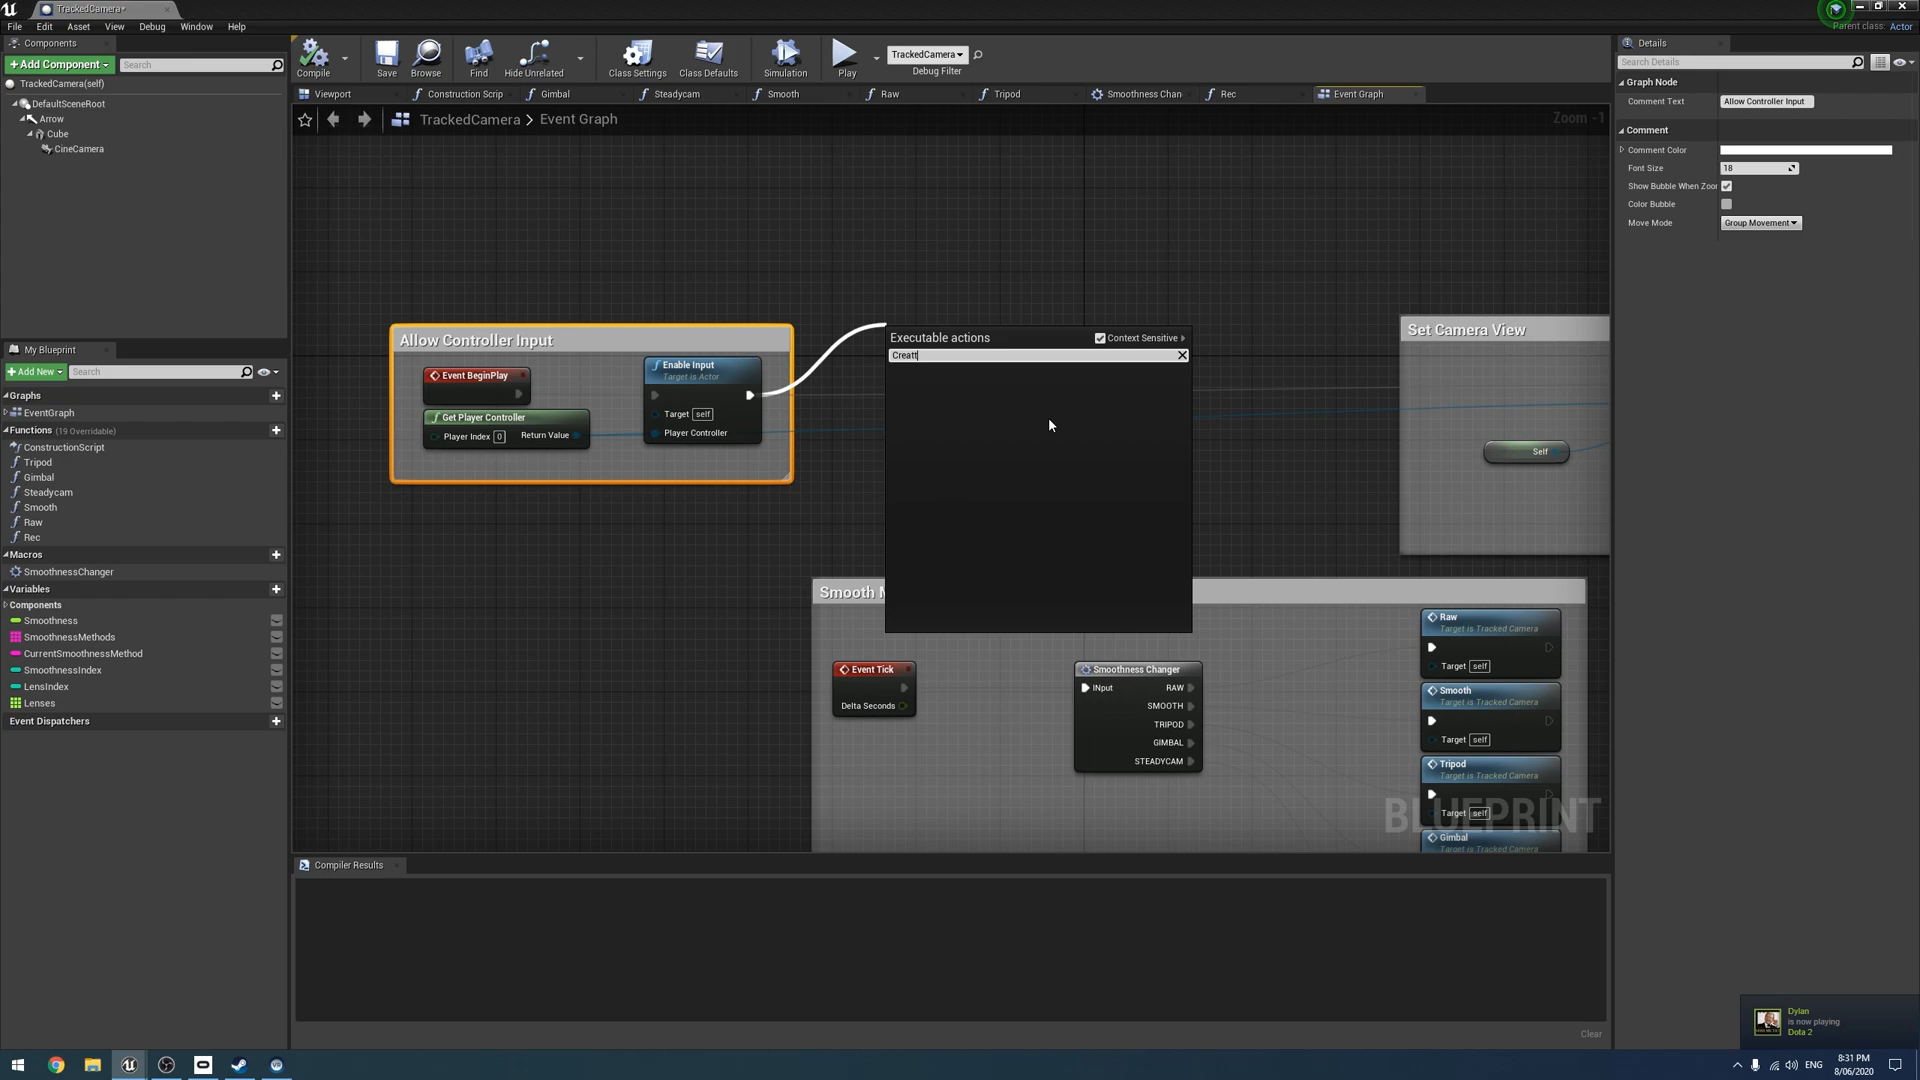 TrackedCamera*
File Edit Asset View Debug Window Help
Parent class: Actor
Components
+Add Component Search
TrackedCamera(self)
DefaultSceneRoot
Arrow
Cube
CineCamera
Compile Save Browse Find Hide Unrelated Class Settings Class Defaults Simulation Play
TrackedCamera
Debug Filter
Viewport Construction Scrip Gimbal Steadycam Smooth Raw Tripod Smoothness Chan Rec Event Graph
TrackedCamera > Event Graph
Zoom -1
Allow Controller Input
Event BeginPlay
Get Player Controller
Player Index 0 Return Value
Enable Input
Target is Actor
Target self
Player Controller
Executable actions Context Sensitive
Creatt
Set Camera View
Self
Smooth M
Event Tick
Delta Seconds
Smoothness Changer
INput RAW
SMOOTH
TRIPOD
GIMBAL
STEADYCAM
Raw
Target is Tracked Camera
Target self
Smooth
Target is Tracked Camera
Target self
Tripod
Target is Tracked Camera
Target self
Gimbal
Target is Tracked Camera
BLUEPRINT
My Blueprint
+Add New Search
Graphs
EventGraph
Functions (19 Overridable)
ConstructionScript
Tripod
Gimbal
Steadycam
Smooth
Raw
Rec
Macros
SmoothnessChanger
Variables
Components
Smoothness
SmoothnessMethods
CurrentSmoothnessMethod
SmoothnessIndex
LensIndex
Lenses
Event Dispatchers
Compiler Results
Clear
Details
Search Details
Graph Node
Comment Text Allow Controller Input
Comment
Comment Color
Font Size 18
Show Bubble When Zoor
Color Bubble
Move Mode Group Movement
Dylan
is now playing
Dota 2
ENG
8:31 PM
8/06/2020